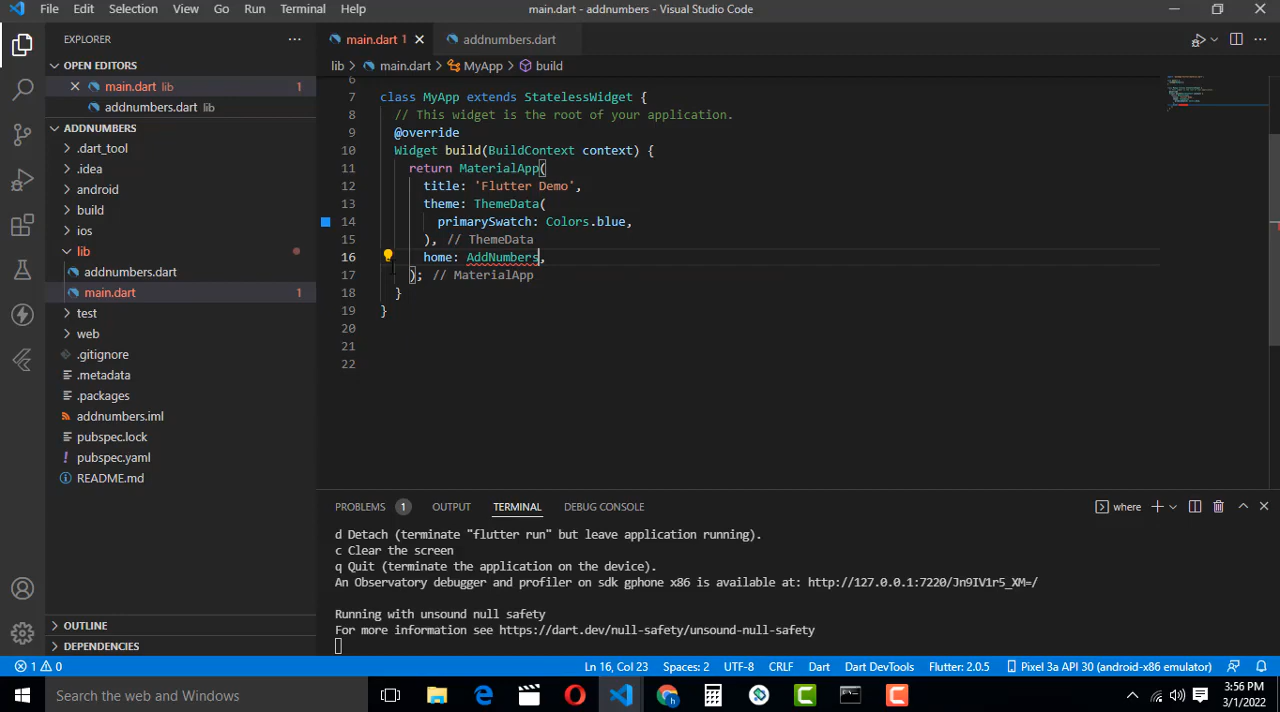 File Edit Selection View Go Run Terminal Help
main.dart - addnumbers - Visual Studio Code
EXPLORER
OPEN EDITORS
main.dart lib 1
addnumbers.dart lib
ADDNUMBERS
.dart_tool
.idea
android
build
ios
lib
addnumbers.dart
main.dart 1
test
web
.gitignore
.metadata
.packages
addnumbers.iml
pubspec.lock
pubspec.yaml
README.md
OUTLINE
DEPENDENCIES
main.dart 1 addnumbers.dart
lib > main.dart > MyApp > build
6
7 class MyApp extends StatelessWidget {
8 // This widget is the root of your application.
9 @override
10 Widget build(BuildContext context) {
11 return MaterialApp(
12 title: 'Flutter Demo',
13 theme: ThemeData(
14 primarySwatch: Colors.blue,
15 ), // ThemeData
16 home: AddNumbers,
17 ); // MaterialApp
18 }
19 }
20
21
22
PROBLEMS 1 OUTPUT TERMINAL DEBUG CONSOLE
where
d Detach (terminate "flutter run" but leave application running).
c Clear the screen
q Quit (terminate the application on the device).
An Observatory debugger and profiler on sdk gphone x86 is available at: http://127.0.0.1:7220/Jn9IV1r5_XM=/
Running with unsound null safety
For more information see https://dart.dev/null-safety/unsound-null-safety
1 0
Ln 16, Col 23 Spaces: 2 UTF-8 CRLF Dart Dart DevTools Flutter: 2.0.5 Pixel 3a API 30 (android-x86 emulator)
Search the web and Windows
3:56 PM
3/1/2022